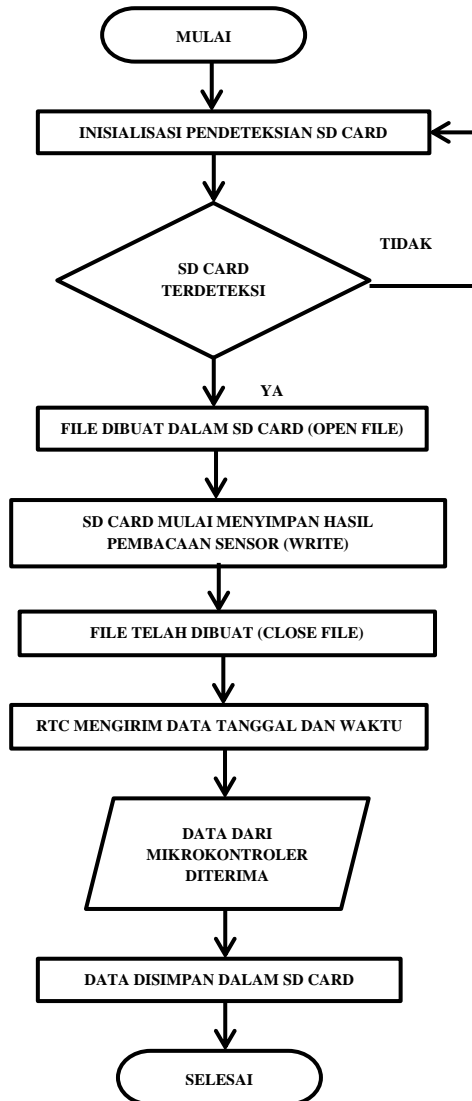 MULAI
INISIALISASI PENDETEKSIAN SD CARD
SD CARD
TERDETEKSI
TIDAK
YA
FILE DIBUAT DALAM SD CARD (OPEN FILE)
SD CARD MULAI MENYIMPAN HASIL
PEMBACAAN SENSOR (WRITE)
FILE TELAH DIBUAT (CLOSE FILE)
RTC MENGIRIM DATA TANGGAL DAN WAKTU
DATA DARI
MIKROKONTROLER
DITERIMA
DATA DISIMPAN DALAM SD CARD
SELESAI